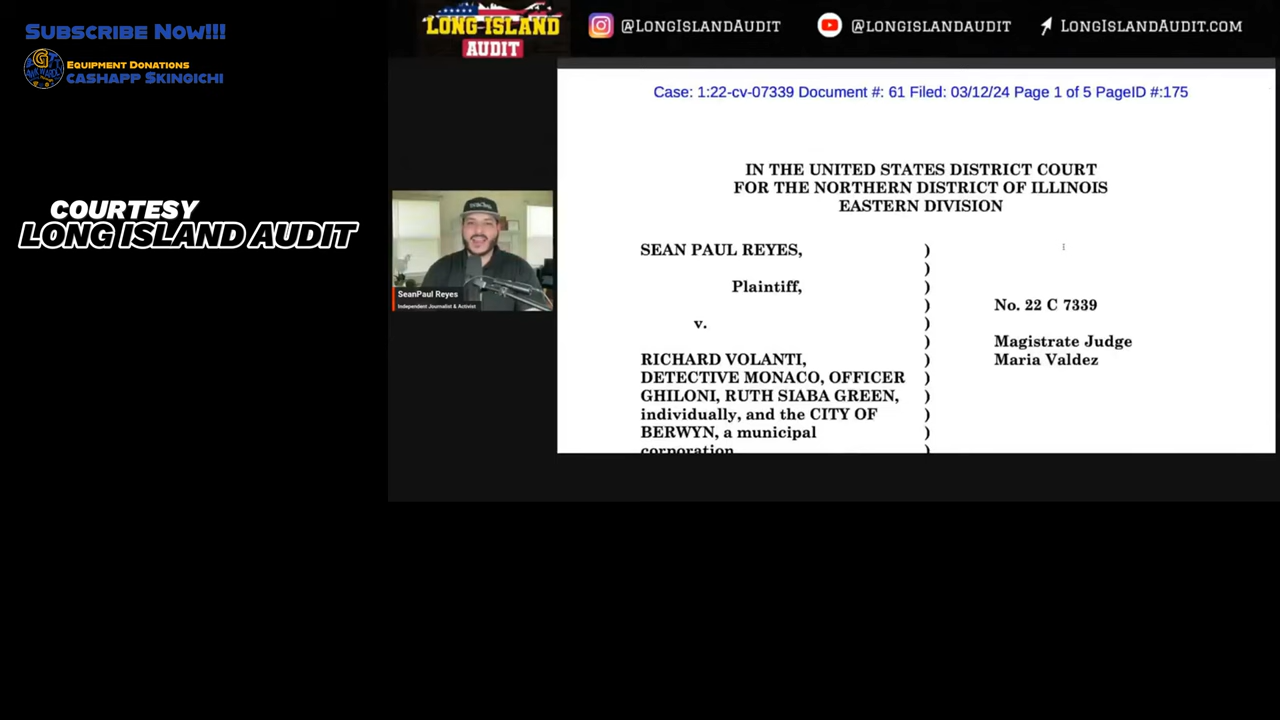 Subscribe Now!!!
Equipment Donations
CASHAPP SKINGICHI
COURTESY
LONG ISLAND AUDIT
LONG ISLAND
AUDIT
@LongIslandAudit
@longislandaudit
LongIslandAudit.com
SeanPaul Reyes
Independent Journalist & Activist
Case: 1:22-cv-07339 Document #: 61 Filed: 03/12/24 Page 1 of 5 PageID #:175
IN THE UNITED STATES DISTRICT COURT
FOR THE NORTHERN DISTRICT OF ILLINOIS
EASTERN DIVISION
SEAN PAUL REYES, )
)
Plaintiff, )
) No. 22 C 7339
v. )
) Magistrate Judge
RICHARD VOLANTI, ) Maria Valdez
DETECTIVE MONACO, OFFICER )
GHILONI, RUTH SIABA GREEN, )
individually, and the CITY OF )
BERWYN, a municipal )
corporation )